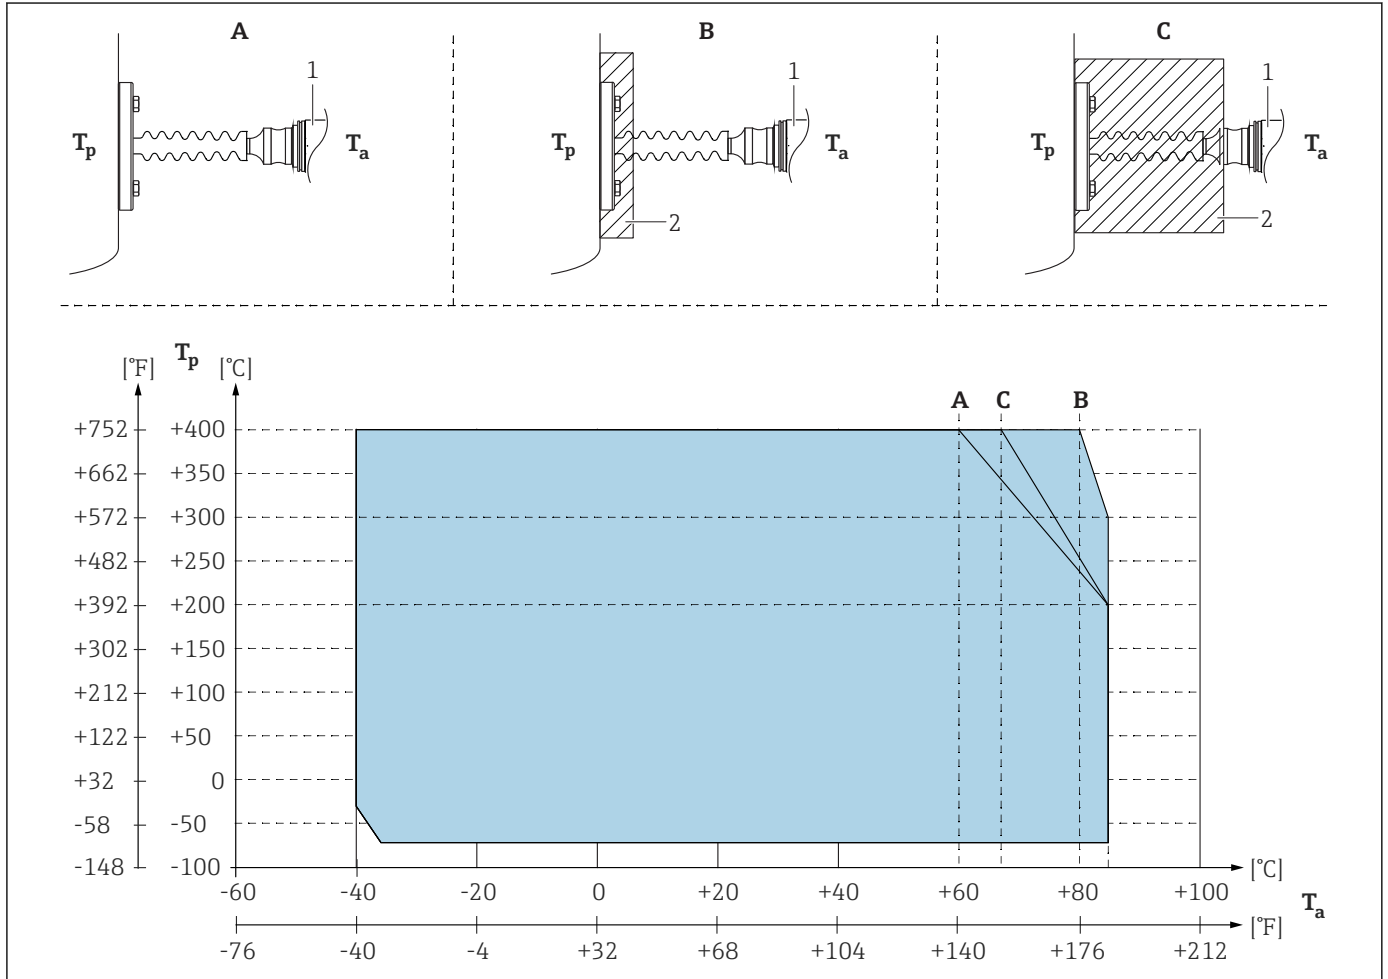 A
B
C
1
1
1
Tp
Ta
Tp
Ta
Tp
Ta
2
2
Tp
[°F]
[°C]
A
C
B
+752
+400
+662
+350
+572
+300
+482
+250
+392
+200
+302
+150
+212
+100
+122
+50
+32
0
-58
-50
-148
-100
[°C]
-60
-40
-20
0
+20
+40
+60
+80
+100
Ta
[°F]
-76
-40
-4
+32
+68
+104
+140
+176
+212